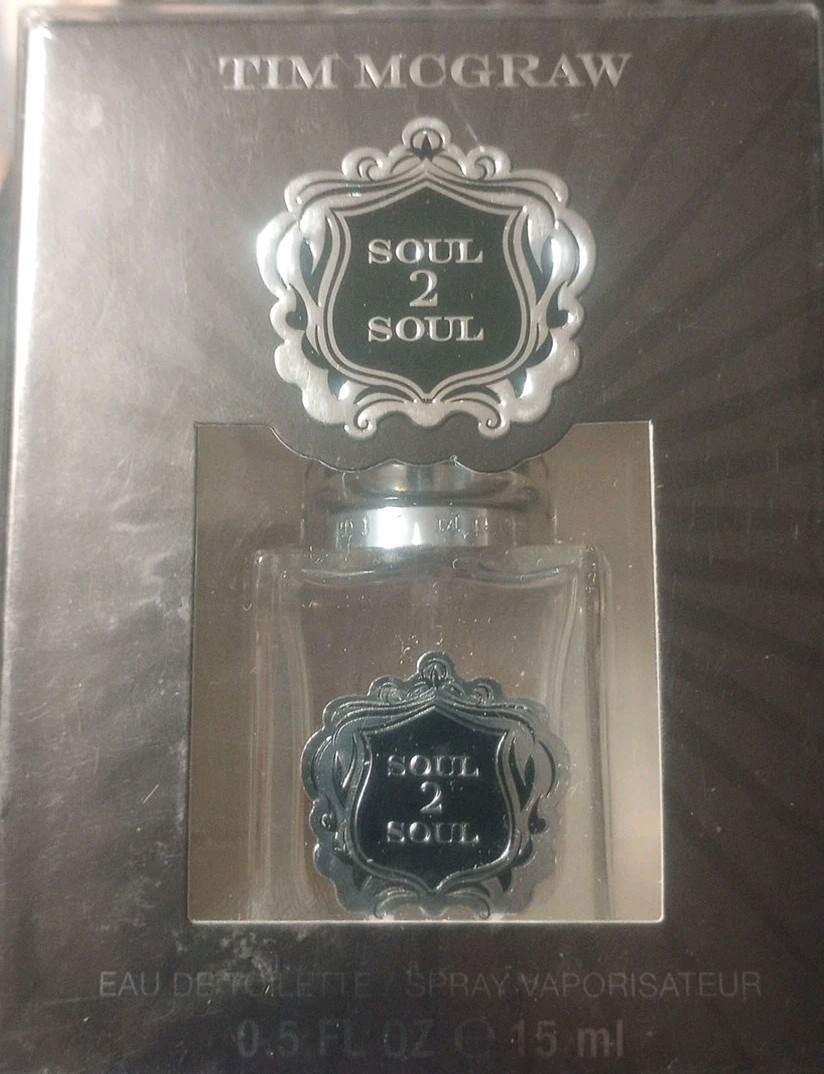 TIM MCGRAW
SOUL
2
SOUL
SOUL
2
SOUL
EAU DE TOILETTE / SPRAY VAPORISATEUR
0.5 FL OZ ℮ 15 ml